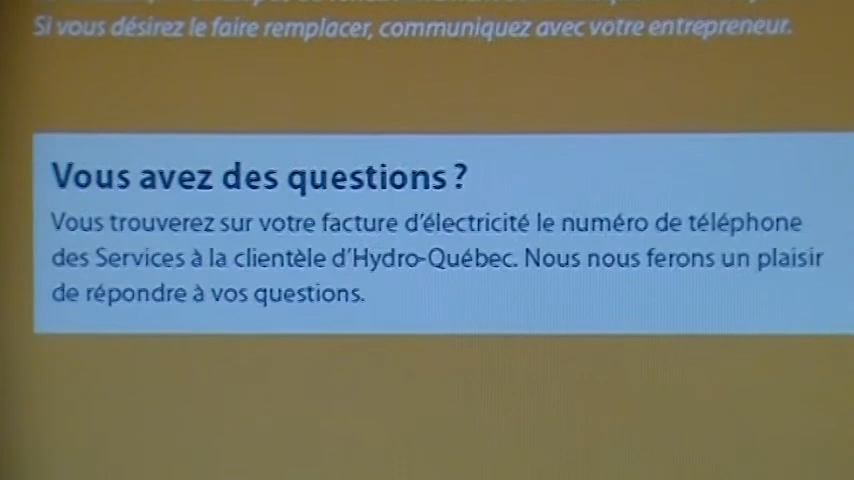 Si vous désirez le faire remplacer, communiquez avec votre entrepreneur.
Vous avez des questions ?
Vous trouverez sur votre facture d'électricité le numéro de téléphone
des Services à la clientèle d'Hydro-Québec. Nous nous ferons un plaisir
de répondre à vos questions.